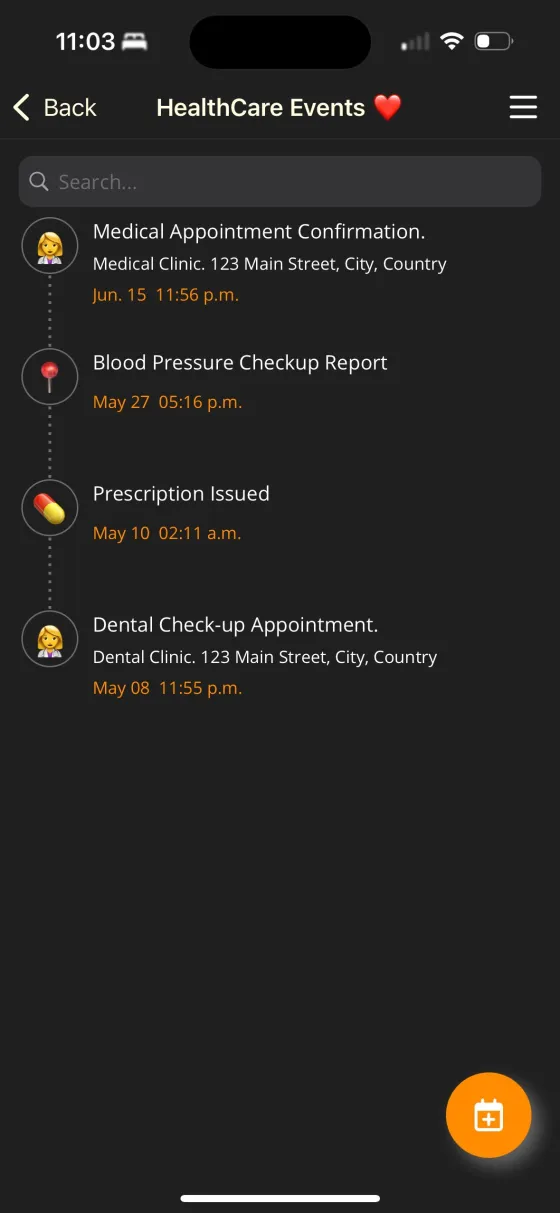 11:03
Back
HealthCare Events ❤️
Search...
Medical Appointment Confirmation.
Medical Clinic. 123 Main Street, City, Country
Jun. 15 11:56 p.m.
Blood Pressure Checkup Report
May 27 05:16 p.m.
Prescription Issued
May 10 02:11 a.m.
Dental Check-up Appointment.
Dental Clinic. 123 Main Street, City, Country
May 08 11:55 p.m.